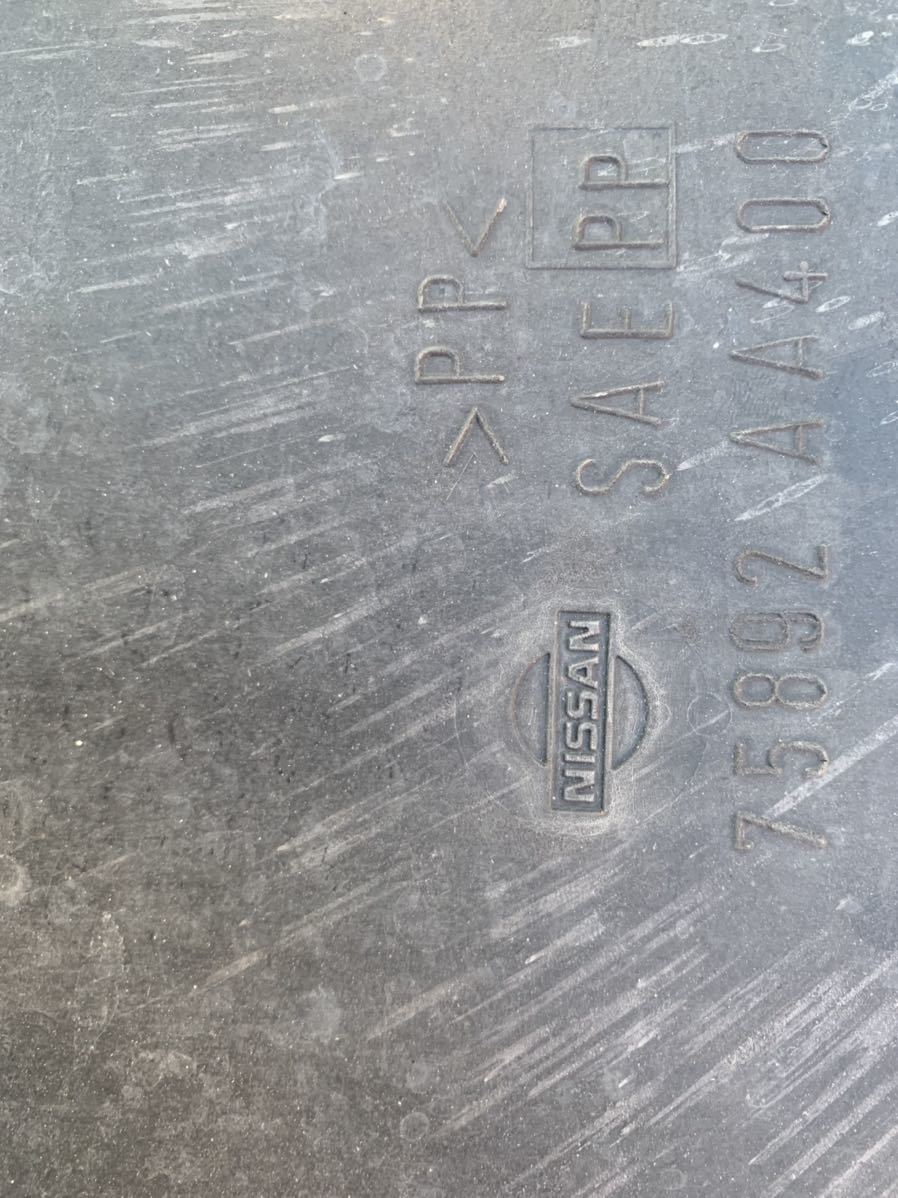 >PP<
SAE PP
NISSAN
75892 AA400